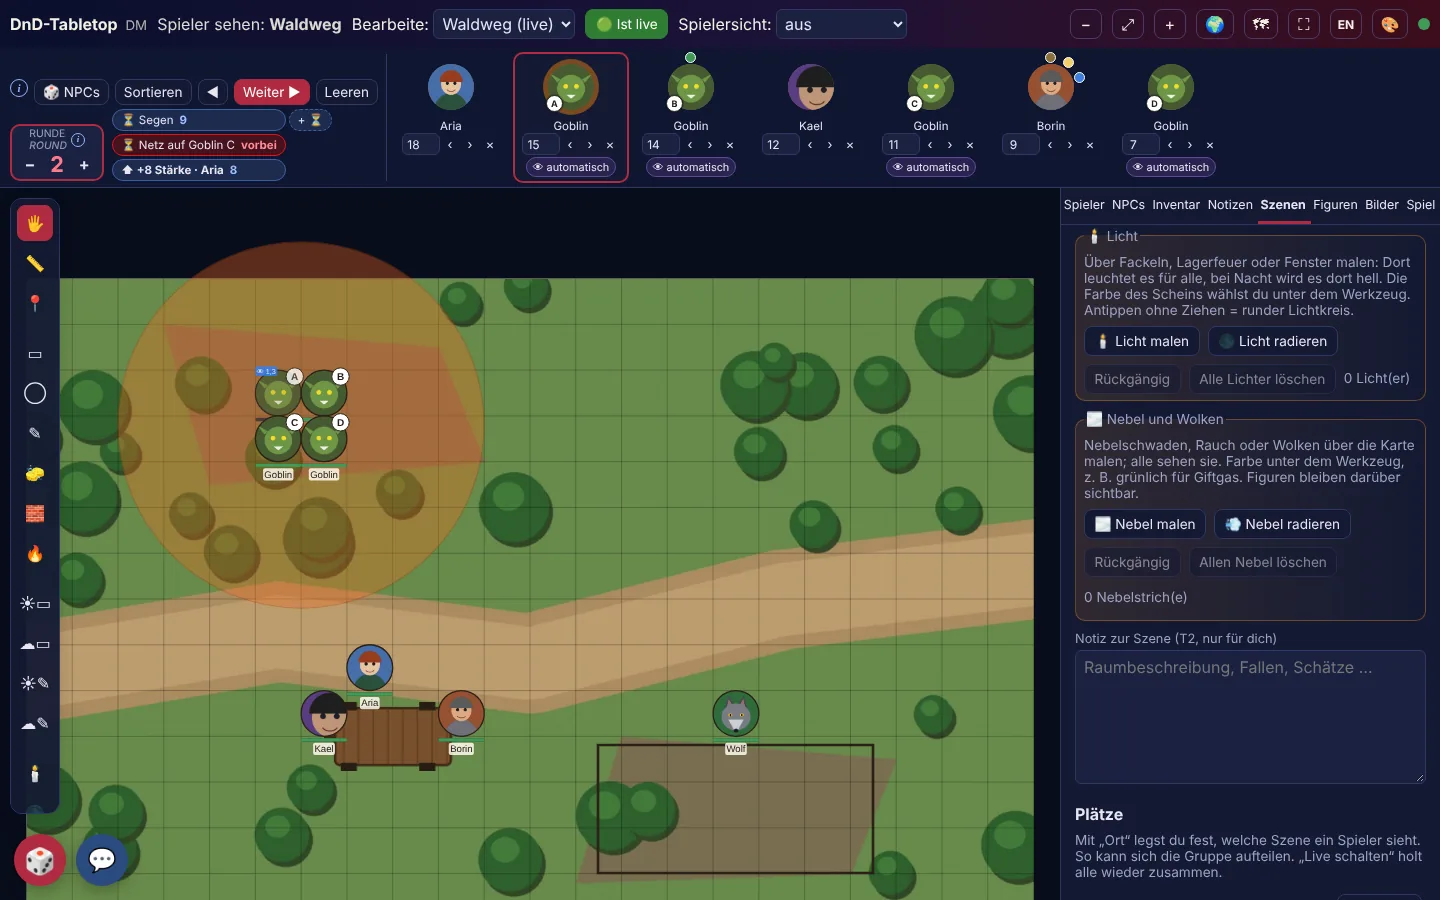 DnD-Tabletop DM Spieler sehen: Waldweg Bearbeite: Waldweg (live) Ist live Spielersicht: aus
EN
NPCs Sortieren Weiter Leeren
RUNDE
ROUND
− 2 +
Segen 9
+
Netz auf Goblin C vorbei
+8 Stärke · Aria 8
Aria
18
A
Goblin
15
automatisch
B
Goblin
14
automatisch
Kael
12
C
Goblin
11
automatisch
Borin
9
D
Goblin
7
automatisch
Spieler NPCs Inventar Notizen Szenen Figuren Bilder Spiel
Licht
Über Fackeln, Lagerfeuer oder Fenster malen: Dort
leuchtet es für alle, bei Nacht wird es dort hell. Die
Farbe des Scheins wählst du unter dem Werkzeug.
Antippen ohne Ziehen = runder Lichtkreis.
Licht malen Licht radieren
Rückgängig Alle Lichter löschen 0 Licht(er)
Nebel und Wolken
Nebelschwaden, Rauch oder Wolken über die Karte
malen; alle sehen sie. Farbe unter dem Werkzeug,
z. B. grünlich für Giftgas. Figuren bleiben darüber
sichtbar.
Nebel malen Nebel radieren
Rückgängig Allen Nebel löschen
0 Nebelstrich(e)
Notiz zur Szene (T2, nur für dich)
Raumbeschreibung, Fallen, Schätze ...
Plätze
Mit „Ort“ legst du fest, welche Szene ein Spieler sieht.
So kann sich die Gruppe aufteilen. „Live schalten“ holt
alle wieder zusammen.
1,3
A B
C D
Goblin Goblin
Aria
Kael Borin
Wolf